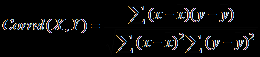 Correl(X,Y) = ∑(x−x)(y−y) / ∑(x−x)²∑(y−y)²